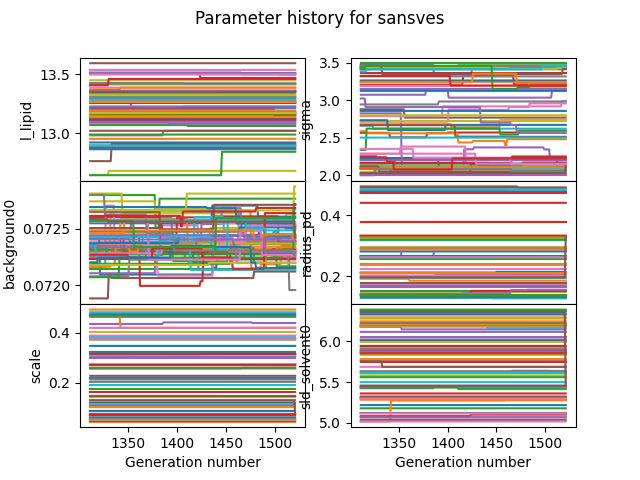 Parameter history for sansves
l_lipid
13.5
13.0
sigma
3.5
3.0
2.5
2.0
background0
0.0725
0.0720
radius_pd
0.4
0.2
scale
0.4
0.2
sld_solvent0
6.0
5.5
5.0
1350 1400 1450 1500
1350 1400 1450 1500
Generation number
Generation number